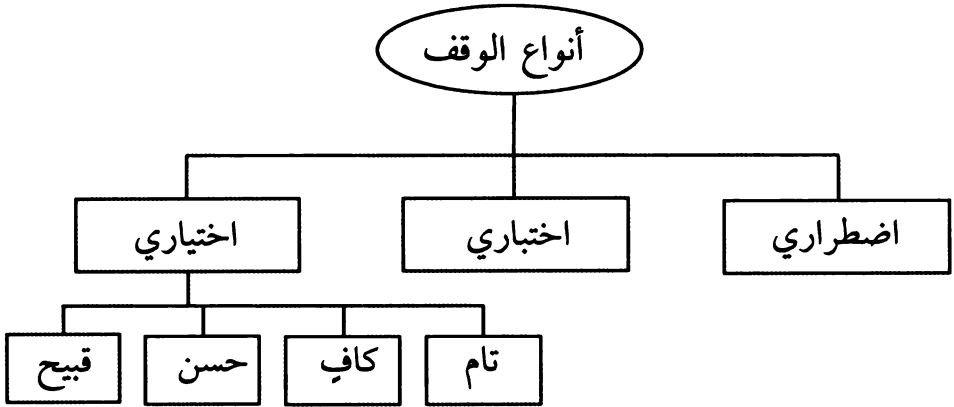 أنواع الوقف
اضطراري
اختباري
اختياري
تام
كافٍ
حسن
قبيح